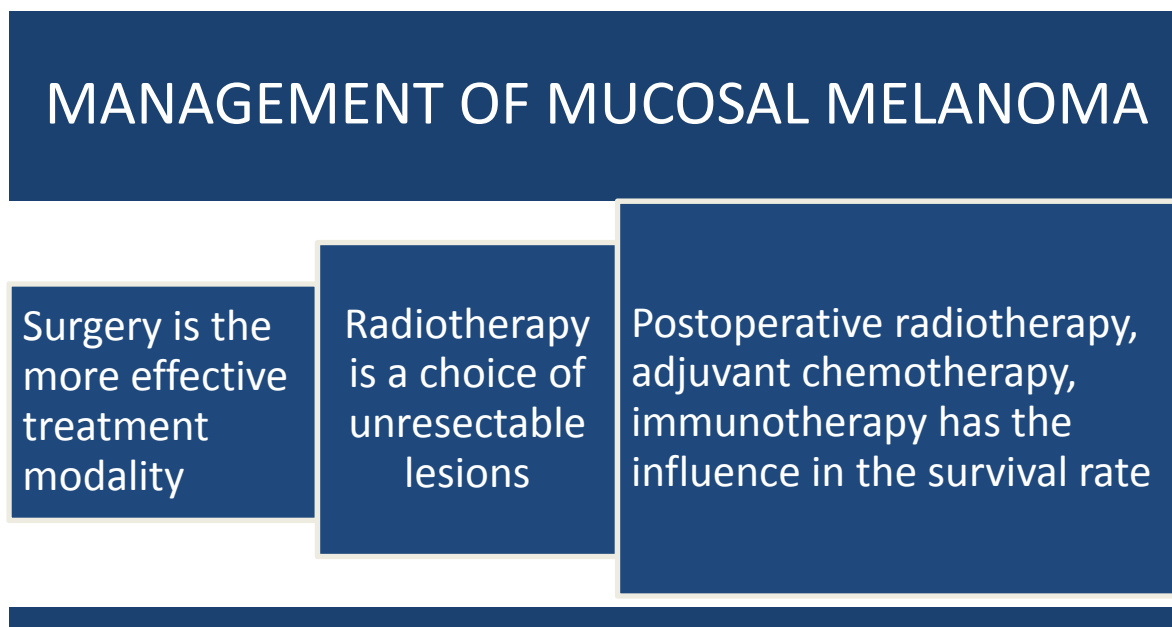 MANAGEMENT OF MUCOSAL MELANOMA
Surgery is the
more effective
treatment
modality
Radiotherapy
is a choice of
unresectable
lesions
Postoperative radiotherapy,
adjuvant chemotherapy,
immunotherapy has the
influence in the survival rate